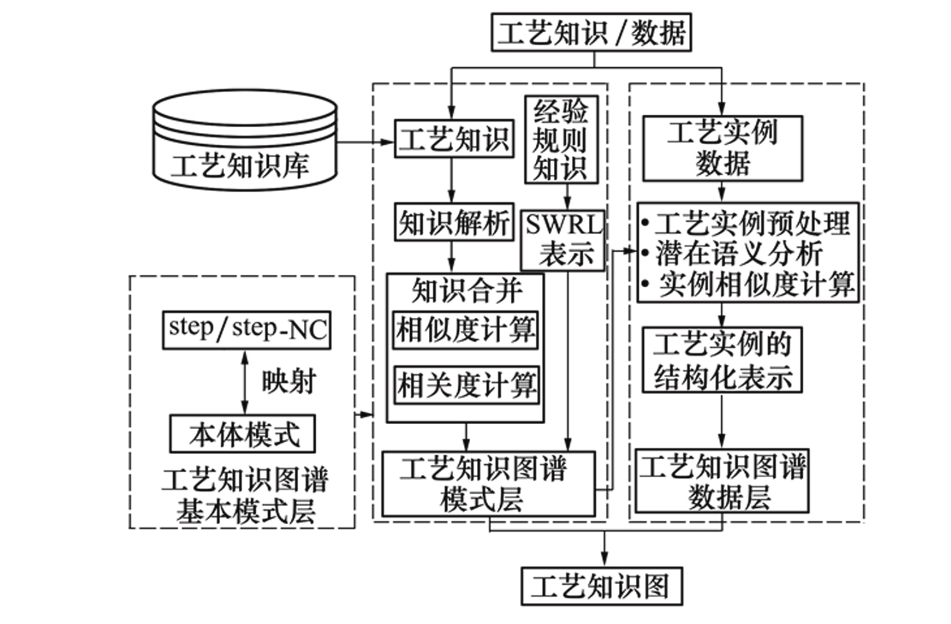 工艺知识/数据
工艺知识库
工艺知识
经验
规则
知识
工艺实例
数据
知识解析
SWRL
表示
•工艺实例预处理
•潜在语义分析
•实例相似度计算
知识合并
相似度计算
相关度计算
step/step-NC
映射
本体模式
工艺知识图谱
基本模式层
工艺实例的
结构化表示
工艺知识图谱
模式层
工艺知识图谱
数据层
工艺知识图